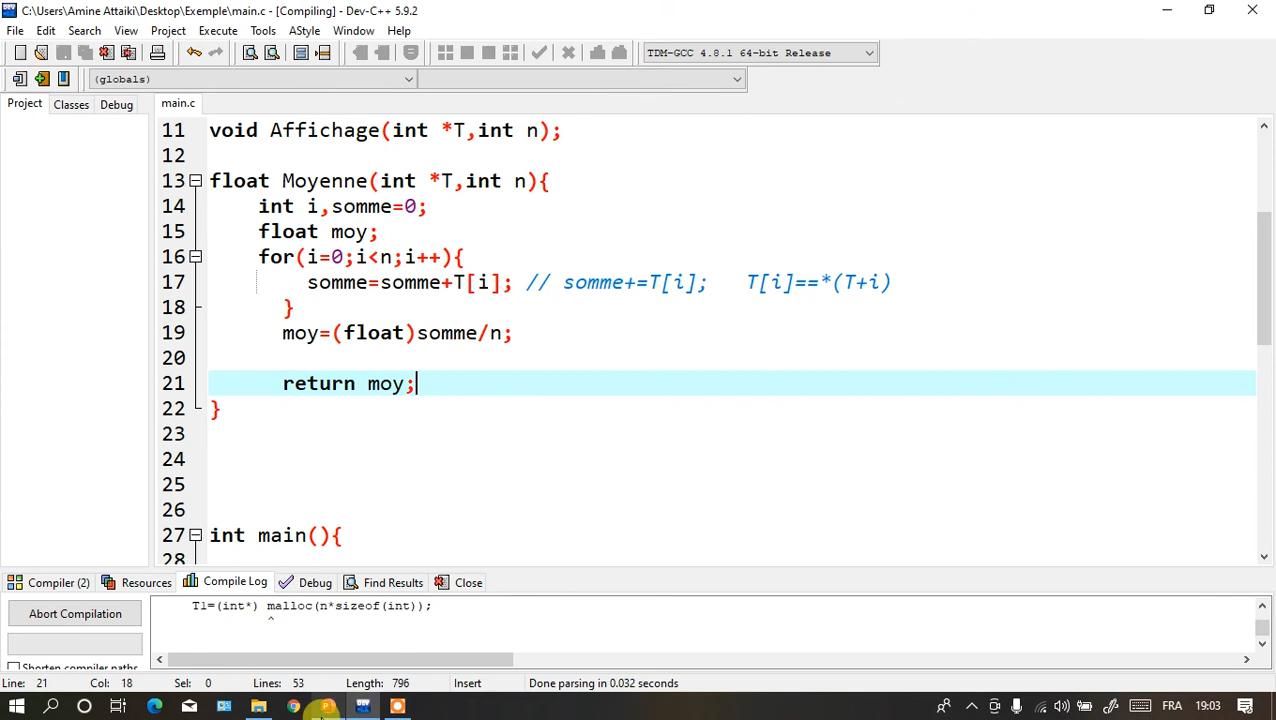 C:\Users\Amine Attaiki\Desktop\Exemple\main.c - [Compiling] - Dev-C++ 5.9.2
File Edit Search View Project Execute Tools AStyle Window Help
TDM-GCC 4.8.1 64-bit Release
(globals)
Project Classes Debug main.c
11 void Affichage(int *T,int n);
12
13 float Moyenne(int *T,int n){
14 int i,somme=0;
15 float moy;
16 for(i=0;i<n;i++){
17 somme=somme+T[i]; // somme+=T[i]; T[i]==*(T+i)
18 }
19 moy=(float)somme/n;
20
21 return moy;
22 }
23
24
25
26
27 int main(){
28
Compiler (2) Resources Compile Log Debug Find Results Close
Abort Compilation
T1=(int*) malloc(n*sizeof(int));
^
Shorten compiler paths
Line: 21 Col: 18 Sel: 0 Lines: 53 Length: 796 Insert Done parsing in 0.032 seconds
FRA 19:03